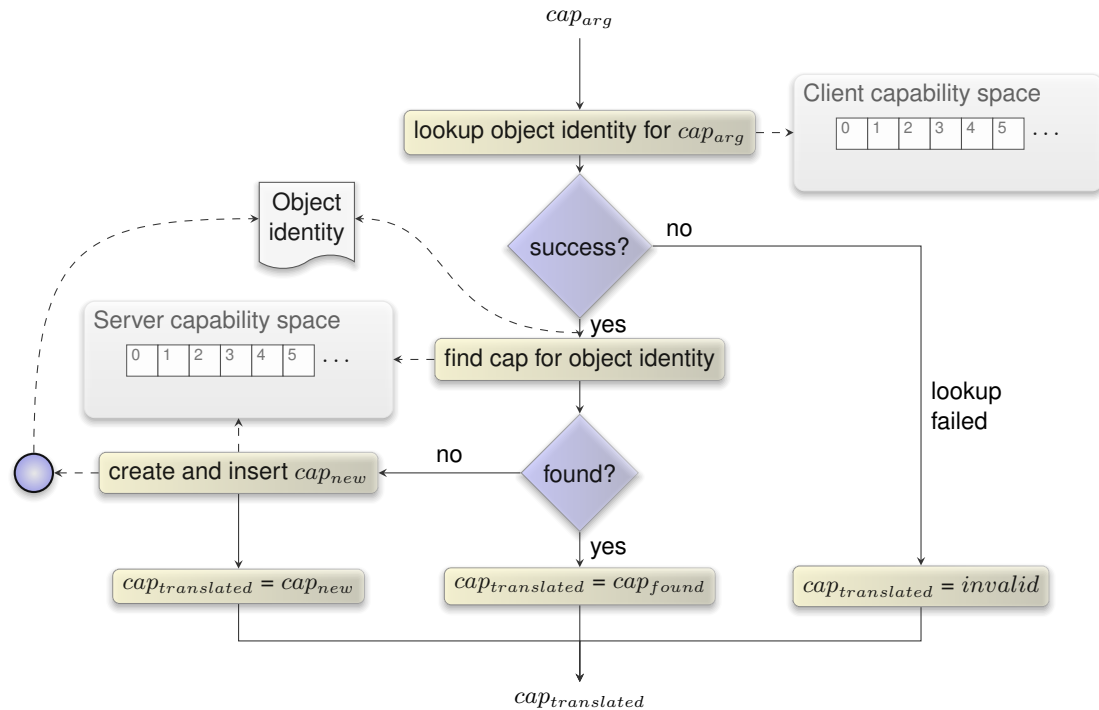 cap_arg
Client capability space
0 1 2 3 4 5 ...
lookup object identity for cap_arg
Object
identity
success?
no
yes
Server capability space
0 1 2 3 4 5 ...
find cap for object identity
lookup
failed
no
create and insert cap_new
found?
yes
cap_translated = cap_new
cap_translated = cap_found
cap_translated = invalid
cap_translated